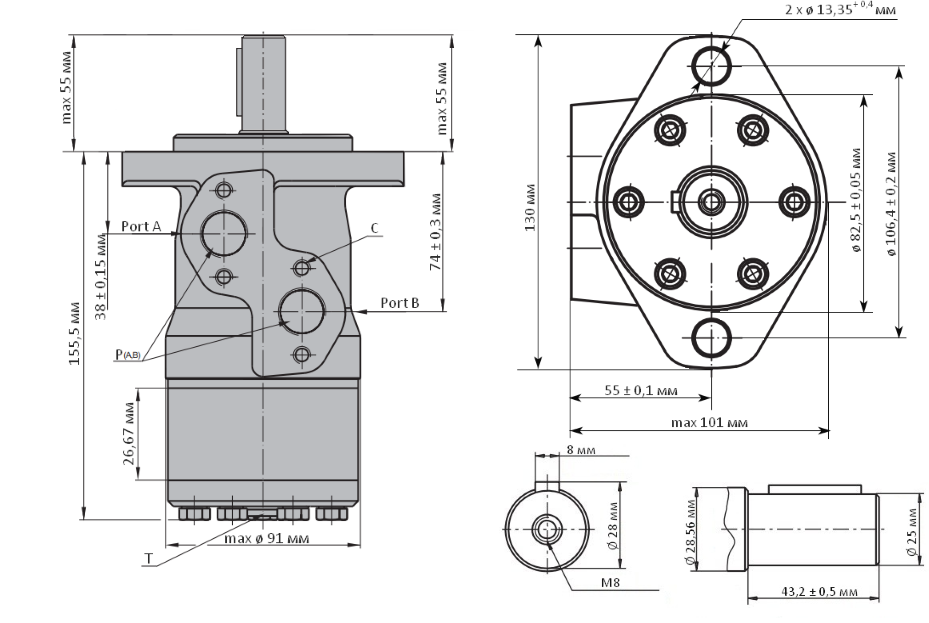 2 x ø 13,35⁺ ⁰,⁴ мм
max 55 мм
max 55 мм
130 мм
ø 82,5 ± 0,05 мм
ø 106,4 ± 0,2 мм
Port A
C
38 ± 0,15 мм
74 ± 0,3 мм
Port B
155,5 мм
P(A,B)
55 ± 0,1 мм
max 101 мм
26,67 мм
8 мм
max ø 91 мм
T
Ø 28 мм
M8
Ø 28,56 мм
Ø 25 мм
43,2 ± 0,5 мм